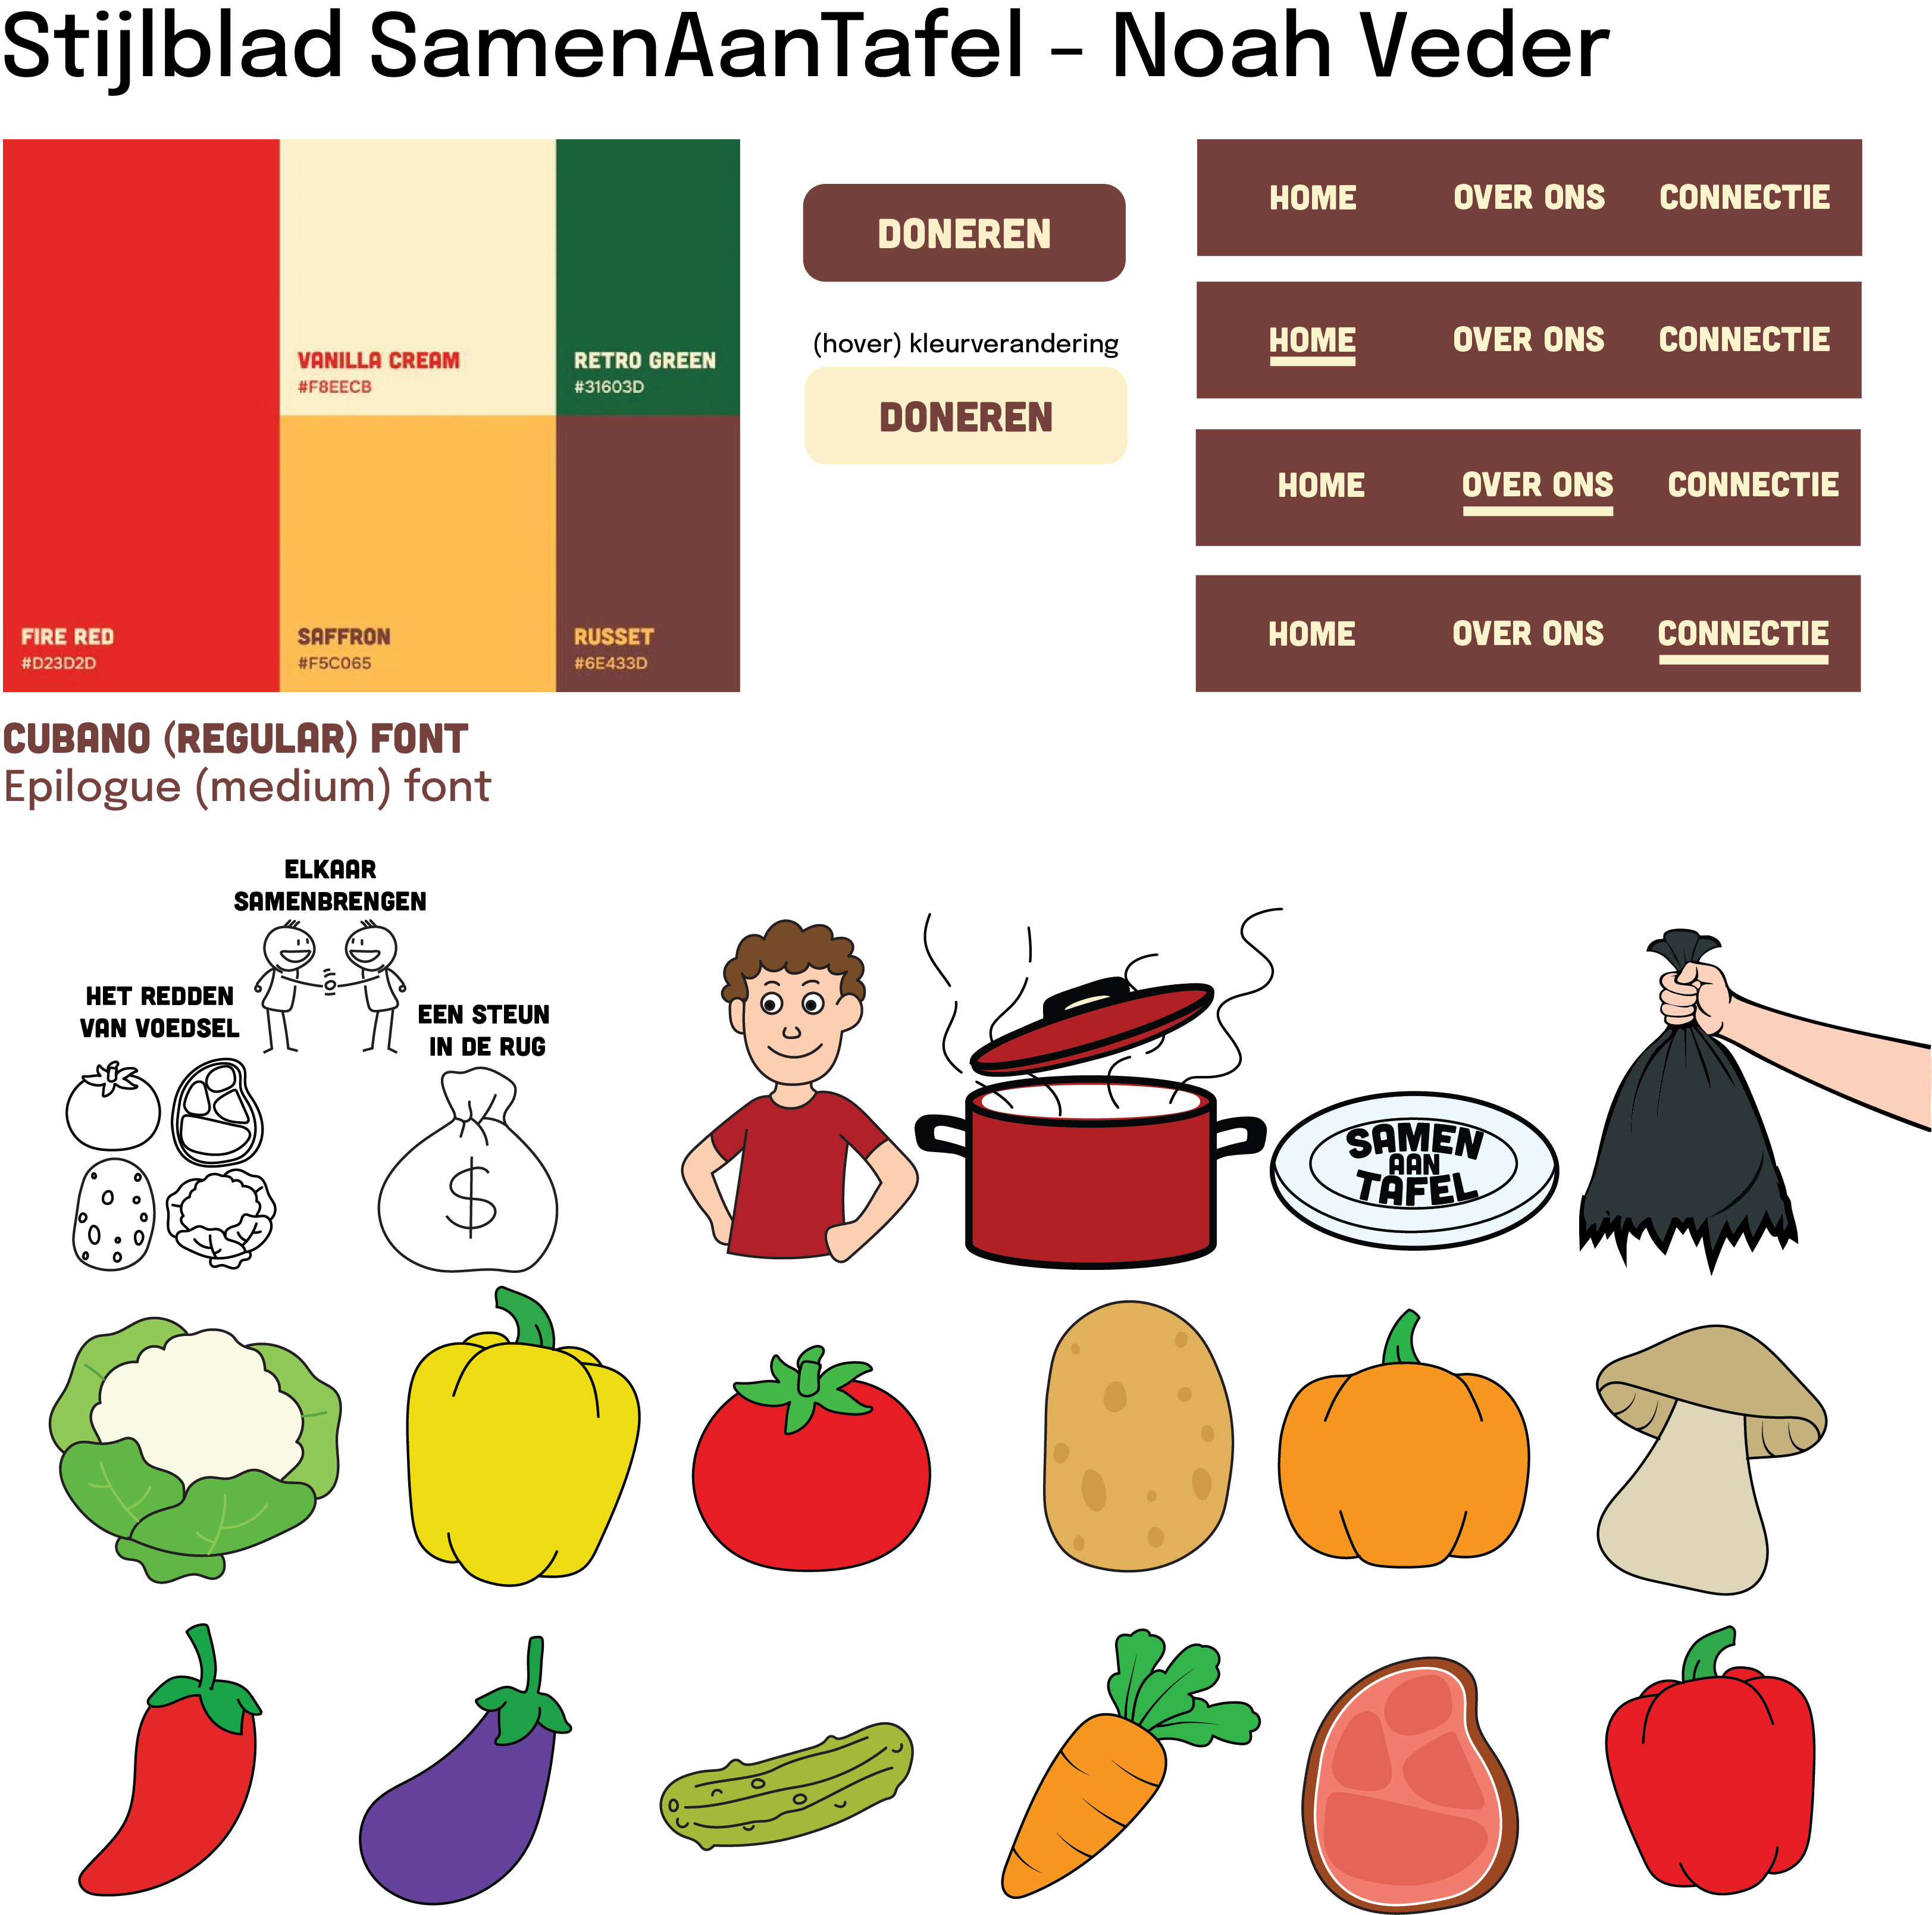 Stijlblad SamenAanTafel – Noah Veder
VANILLA CREAM
#F8EECB
RETRO GREEN
#31603D
FIRE RED
#D23D2D
SAFFRON
#F5C065
RUSSET
#6E433D
DONEREN
(hover) kleurverandering
DONEREN
HOME OVER ONS CONNECTIE
HOME OVER ONS CONNECTIE
HOME OVER ONS CONNECTIE
HOME OVER ONS CONNECTIE
CUBANO (REGULAR) FONT
Epilogue (medium) font
ELKAAR
SAMENBRENGEN
HET REDDEN
VAN VOEDSEL
EEN STEUN
IN DE RUG
$
SAMEN
AAN
TAFEL